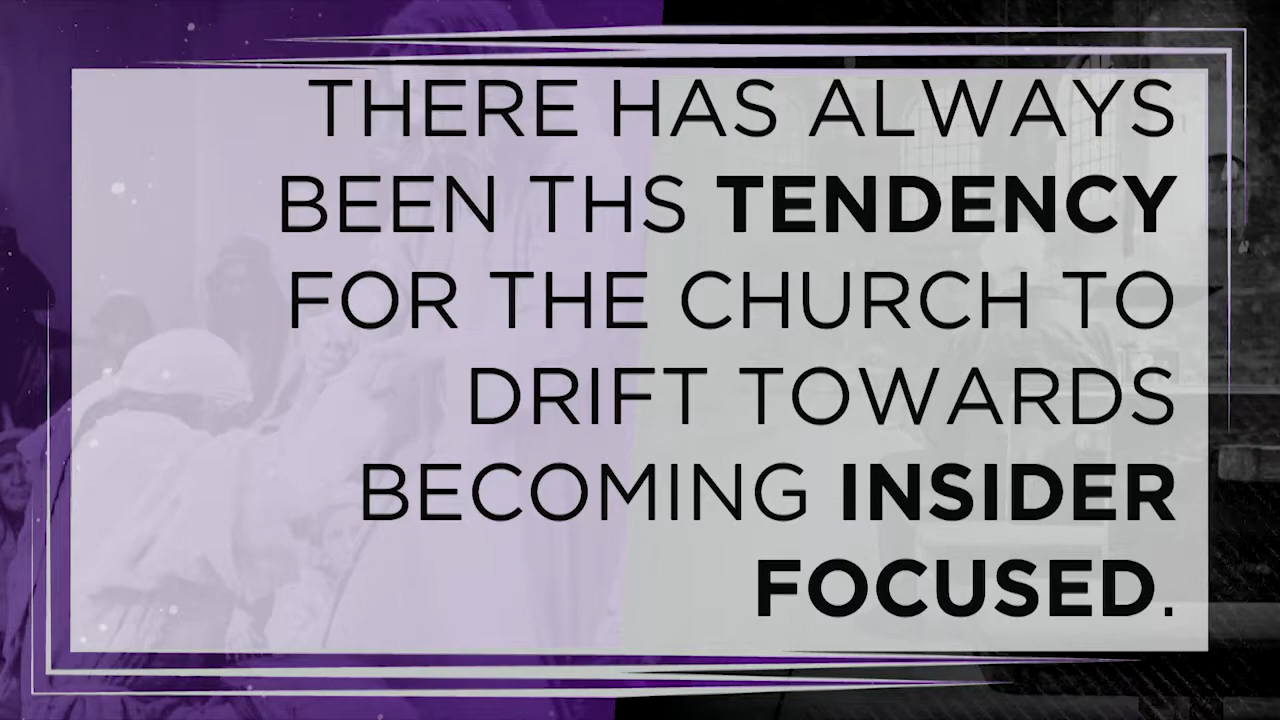 THERE HAS ALWAYS
BEEN THS TENDENCY
FOR THE CHURCH TO
DRIFT TOWARDS
BECOMING INSIDER
FOCUSED.